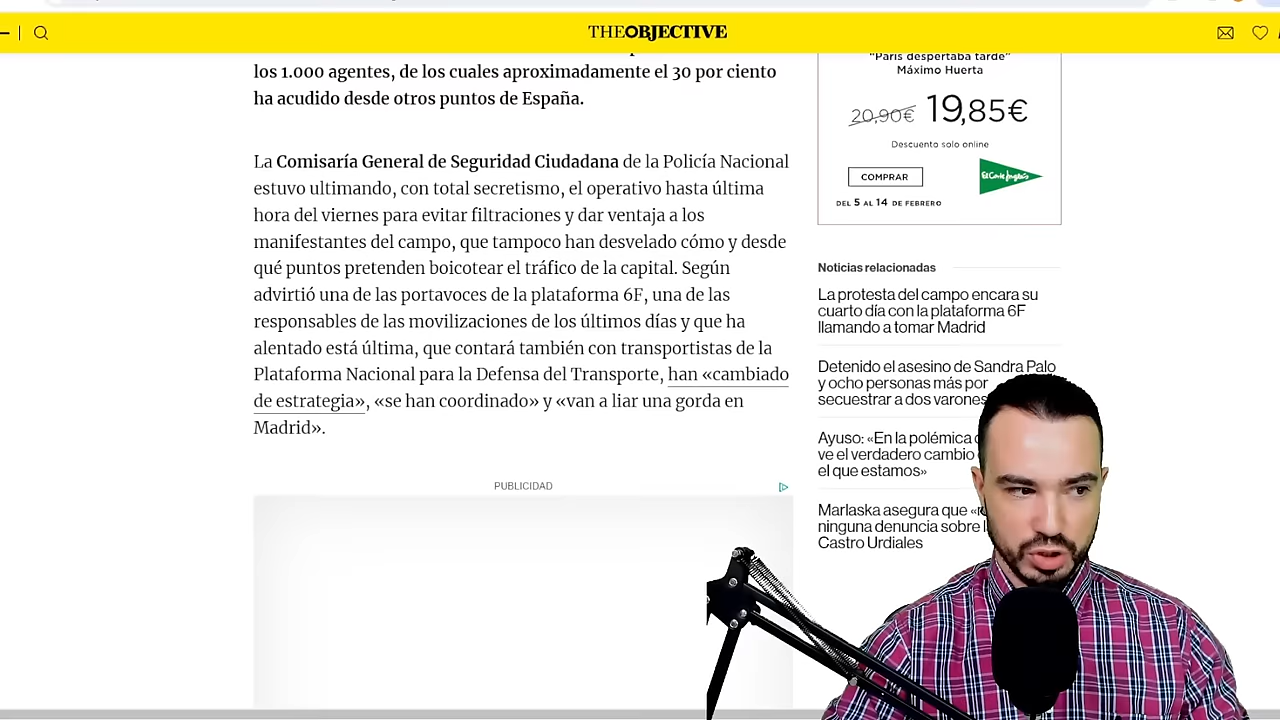 THEOBJECTIVE
los 1.000 agentes, de los cuales aproximadamente el 30 por ciento
ha acudido desde otros puntos de España.
La Comisaría General de Seguridad Ciudadana de la Policía Nacional
estuvo ultimando, con total secretismo, el operativo hasta última
hora del viernes para evitar filtraciones y dar ventaja a los
manifestantes del campo, que tampoco han desvelado cómo y desde
qué puntos pretenden boicotear el tráfico de la capital. Según
advirtió una de las portavoces de la plataforma 6F, una de las
responsables de las movilizaciones de los últimos días y que ha
alentado está última, que contará también con transportistas de la
Plataforma Nacional para la Defensa del Transporte, han «cambiado
de estrategia», «se han coordinado» y «van a liar una gorda en
Madrid».
PUBLICIDAD
"París despertaba tarde"
Máximo Huerta
20,90€ 19,85€
Descuento solo online
COMPRAR
El Corte Inglés
DEL 5 AL 14 DE FEBRERO
Noticias relacionadas
La protesta del campo encara su
cuarto día con la plataforma 6F
llamando a tomar Madrid
Detenido el asesino de Sandra Palo
y ocho personas más por
secuestrar a dos varones
Ayuso: «En la polémica
ve el verdadero cambio
el que estamos»
Marlaska asegura que
ninguna denuncia sobre
Castro Urdiales